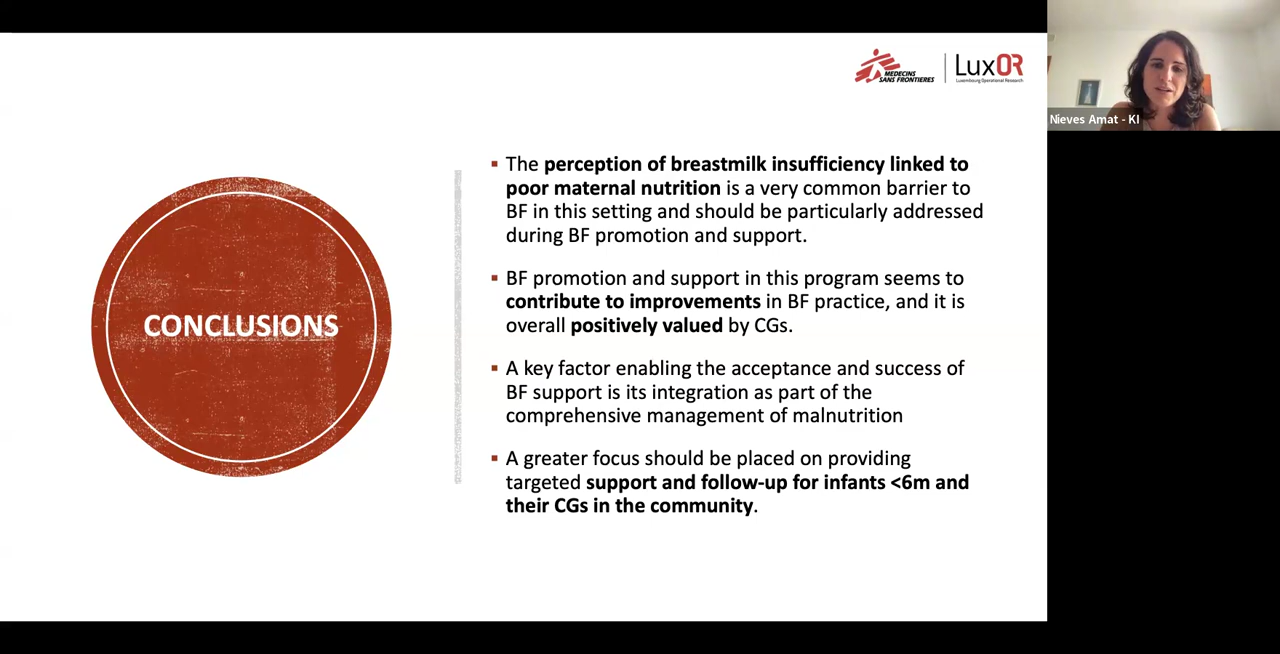 MEDECINS
SANS FRONTIERES
LuxOR
Luxembourg Operational Research
Nieves Amat - KI
CONCLUSIONS
▪ The perception of breastmilk insufficiency linked to
poor maternal nutrition is a very common barrier to
BF in this setting and should be particularly addressed
during BF promotion and support.
▪ BF promotion and support in this program seems to
contribute to improvements in BF practice, and it is
overall positively valued by CGs.
▪ A key factor enabling the acceptance and success of
BF support is its integration as part of the
comprehensive management of malnutrition
▪ A greater focus should be placed on providing
targeted support and follow-up for infants <6m and
their CGs in the community.